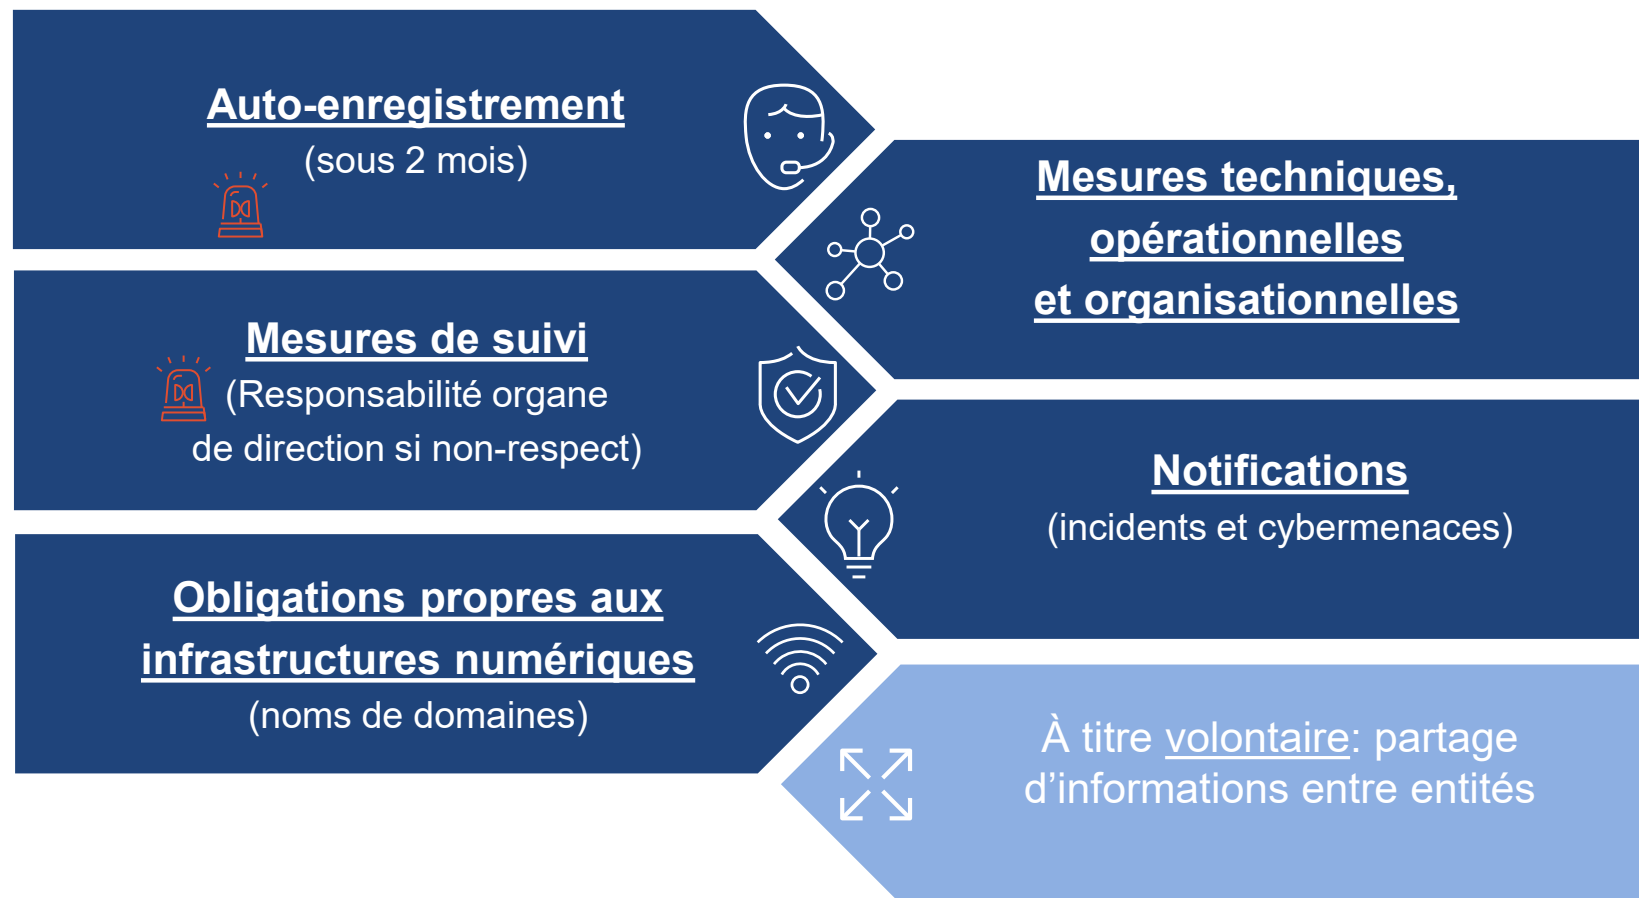 Auto-enregistrement
(sous 2 mois)
Mesures techniques,
opérationnelles
et organisationnelles
Mesures de suivi
(Responsabilité organe
de direction si non-respect)
Notifications
(incidents et cybermenaces)
Obligations propres aux
infrastructures numériques
(noms de domaines)
À titre volontaire: partage
d’informations entre entités